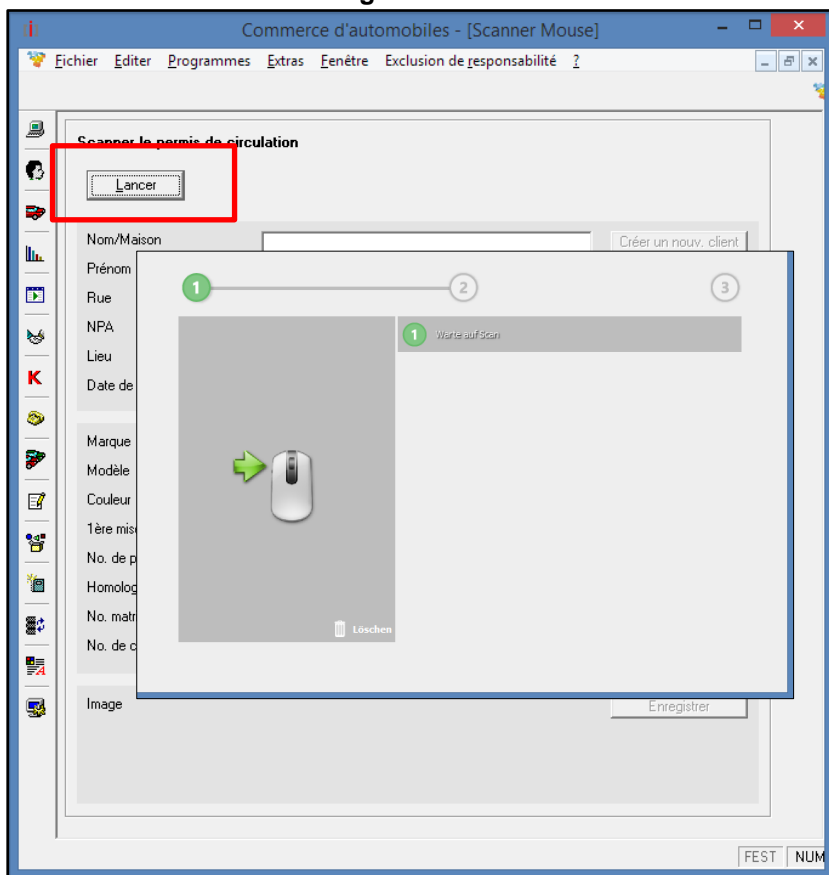 Commerce d'automobiles - [Scanner Mouse]
Fichier Editer Programmes Extras Fenêtre Exclusion de responsabilité ?
Scanner le permis de circulation
Lancer
Nom/Maison
Créer un nouv. client
Prénom
Rue
NPA
Lieu
Date de
1
2
3
1 Warte auf Scan
Löschen
Marque
Modèle
Couleur
1ère mise
No. de p
Homolog
No. matr
No. de c
Image
Enregistrer
FEST NUM